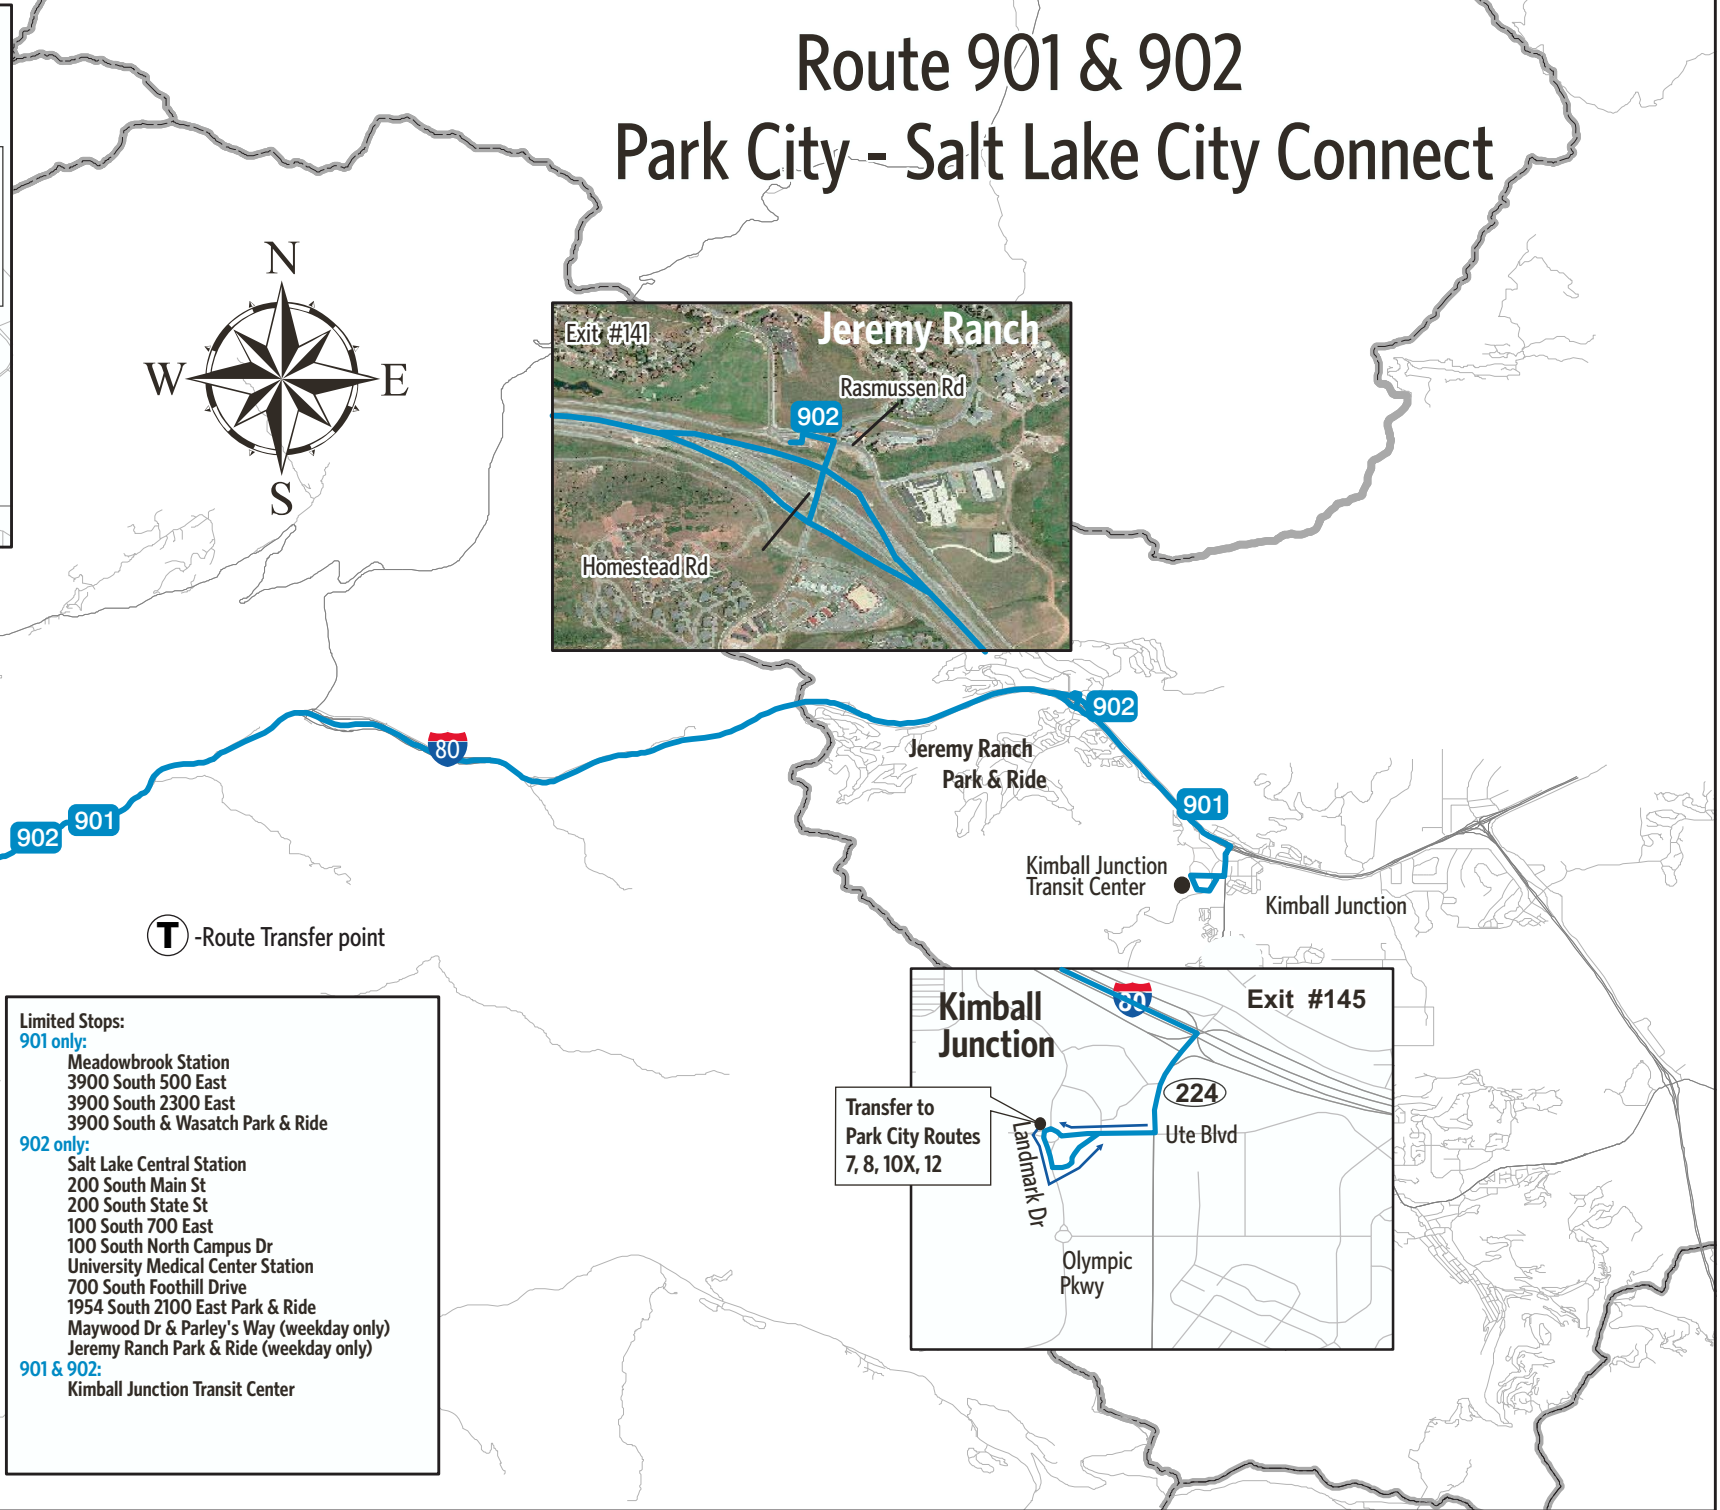 Route 901 & 902
Park City - Salt Lake City Connect
N
W
E
S
Exit #141
Jeremy Ranch
Rasmussen Rd
902
Homestead Rd
902
Jeremy Ranch
Park & Ride
80
901
902
901
Kimball Junction
Transit Center
Kimball Junction
T -Route Transfer point
Limited Stops:
901 only:
Meadowbrook Station
3900 South 500 East
3900 South 2300 East
3900 South & Wasatch Park & Ride
902 only:
Salt Lake Central Station
200 South Main St
200 South State St
100 South 700 East
100 South North Campus Dr
University Medical Center Station
700 South Foothill Drive
1954 South 2100 East Park & Ride
Maywood Dr & Parley's Way (weekday only)
Jeremy Ranch Park & Ride (weekday only)
901 & 902:
Kimball Junction Transit Center
Kimball
Junction
80
Exit #145
224
Transfer to
Park City Routes
7, 8, 10X, 12
Ute Blvd
Landmark Dr
Olympic
Pkwy